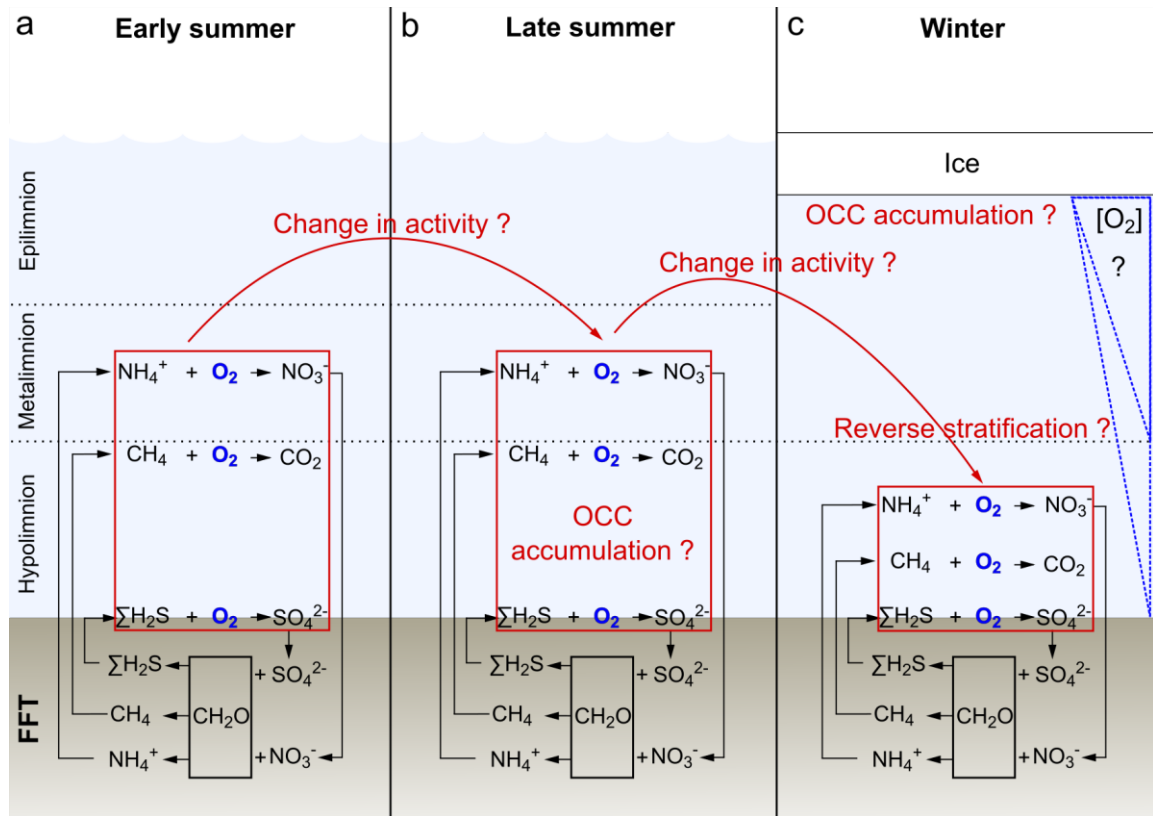 a Early summer
b Late summer
c Winter
Epilimnion
Metalimnion
Hypolimnion
FFT
Change in activity ?
NH₄⁺ + O₂ NO₃⁻
CH₄ + O₂ CO₂
∑H₂S + O₂ SO₄²⁻
∑H₂S + SO₄²⁻
CH₄ CH₂O
NH₄⁺ + NO₃⁻
Change in activity ?
NH₄⁺ + O₂ NO₃⁻
CH₄ + O₂ CO₂
OCC
accumulation ?
∑H₂S + O₂ SO₄²⁻
∑H₂S + SO₄²⁻
CH₄ CH₂O
NH₄⁺ + NO₃⁻
Ice
OCC accumulation ?
[O₂]
?
Reverse stratification ?
NH₄⁺ + O₂ NO₃⁻
CH₄ + O₂ CO₂
∑H₂S + O₂ SO₄²⁻
∑H₂S + SO₄²⁻
CH₄ CH₂O
NH₄⁺ + NO₃⁻